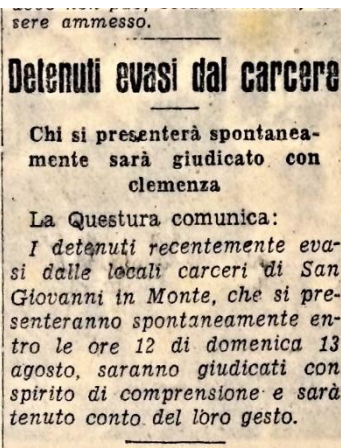 sere ammesso.
Detenuti evasi dal carcere
Chi si presenterà spontanea-
mente sarà giudicato con
clemenza
La Questura comunica:
I detenuti recentemente eva-
si dalle locali carceri di San
Giovanni in Monte, che si pre-
senteranno spontaneamente en-
tro le ore 12 di domenica 13
agosto, saranno giudicati con
spirito di comprensione e sarà
tenuto conto del loro gesto.